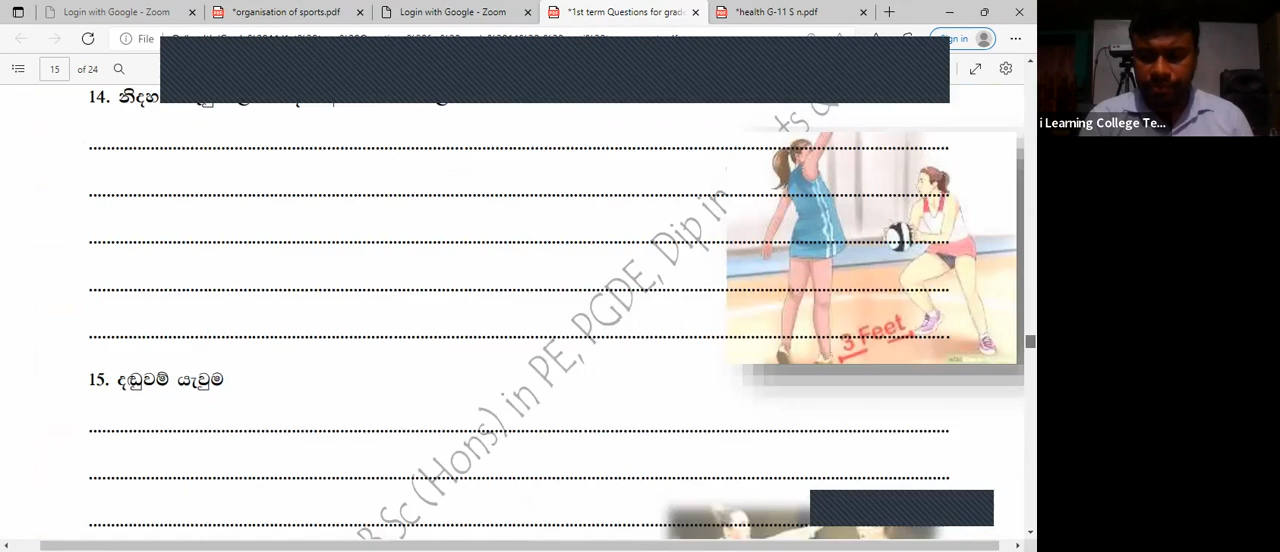 Login with Google - Zoom
*organisation of sports.pdf
Login with Google - Zoom
*1st term Questions for grade
*health G-11 S n.pdf
File
Sign in
15 of 24
i Learning College Te...
14. නිදහ
3 Feet
15. දඬුවම් යැවුම
B.Sc (Hons) in PE, PGDE, Dip in